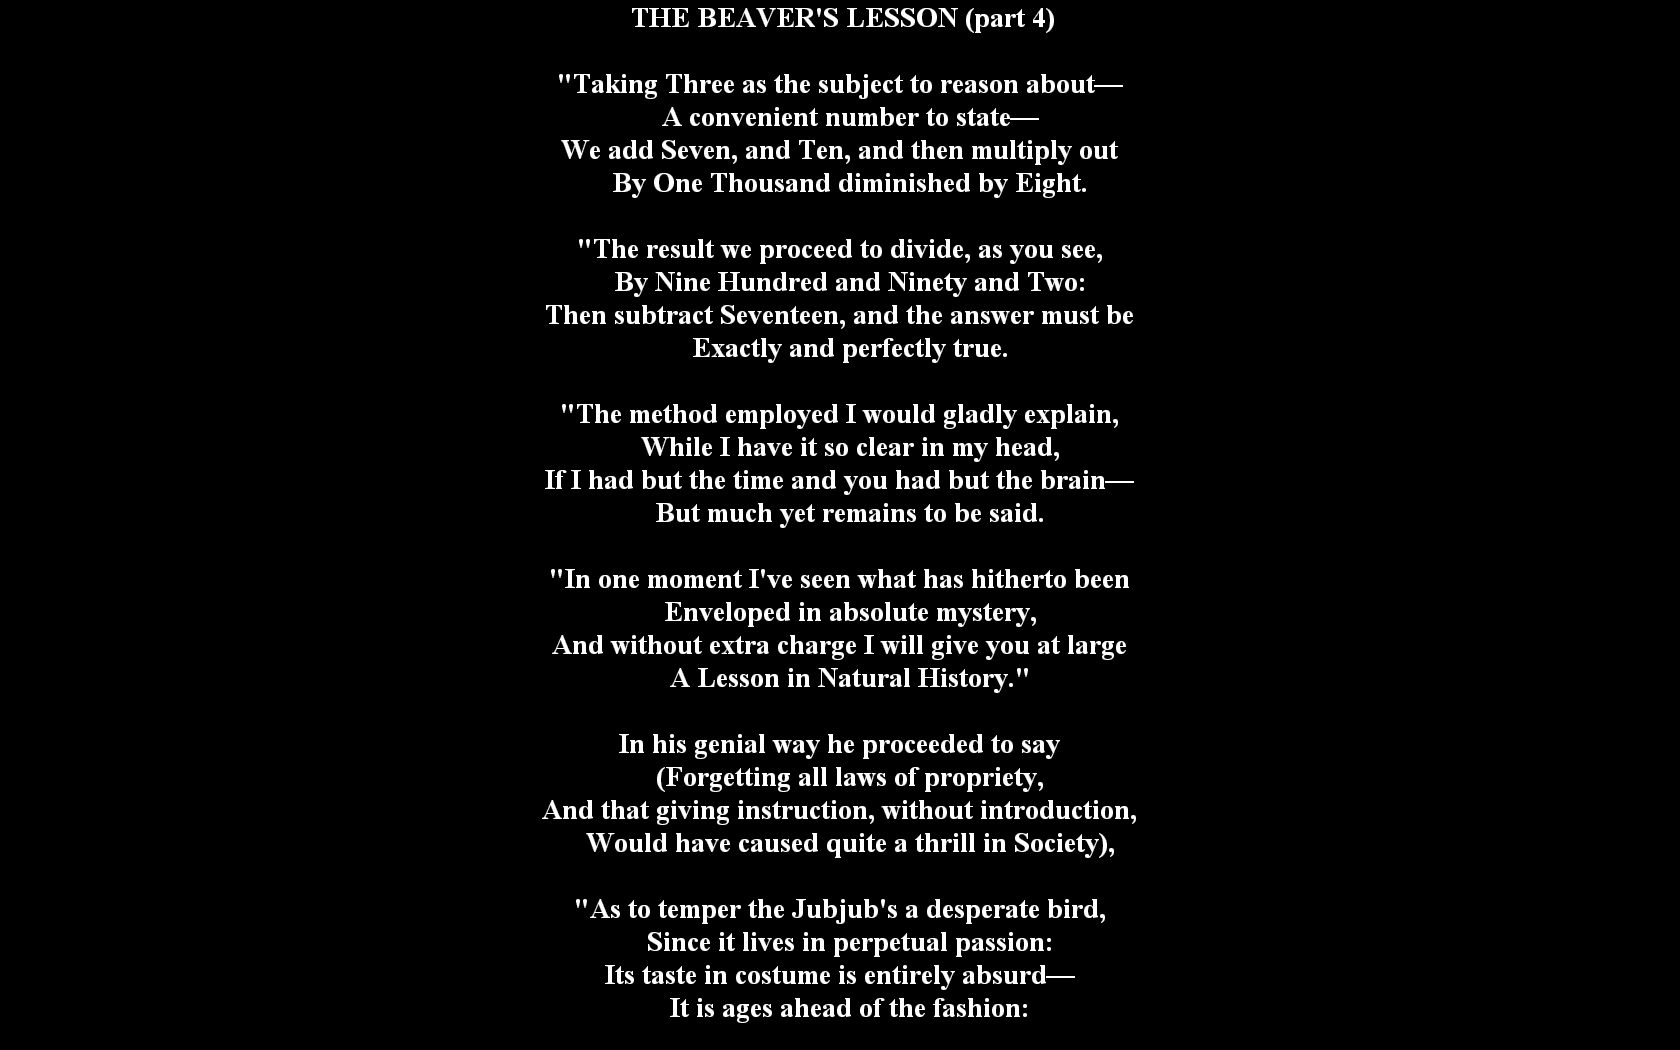 THE BEAVER'S LESSON (part 4)
"Taking Three as the subject to reason about—
A convenient number to state—
We add Seven, and Ten, and then multiply out
By One Thousand diminished by Eight.
"The result we proceed to divide, as you see,
By Nine Hundred and Ninety and Two:
Then subtract Seventeen, and the answer must be
Exactly and perfectly true.
"The method employed I would gladly explain,
While I have it so clear in my head,
If I had but the time and you had but the brain—
But much yet remains to be said.
"In one moment I've seen what has hitherto been
Enveloped in absolute mystery,
And without extra charge I will give you at large
A Lesson in Natural History."
In his genial way he proceeded to say
(Forgetting all laws of propriety,
And that giving instruction, without introduction,
Would have caused quite a thrill in Society),
"As to temper the Jubjub's a desperate bird,
Since it lives in perpetual passion:
Its taste in costume is entirely absurd—
It is ages ahead of the fashion: